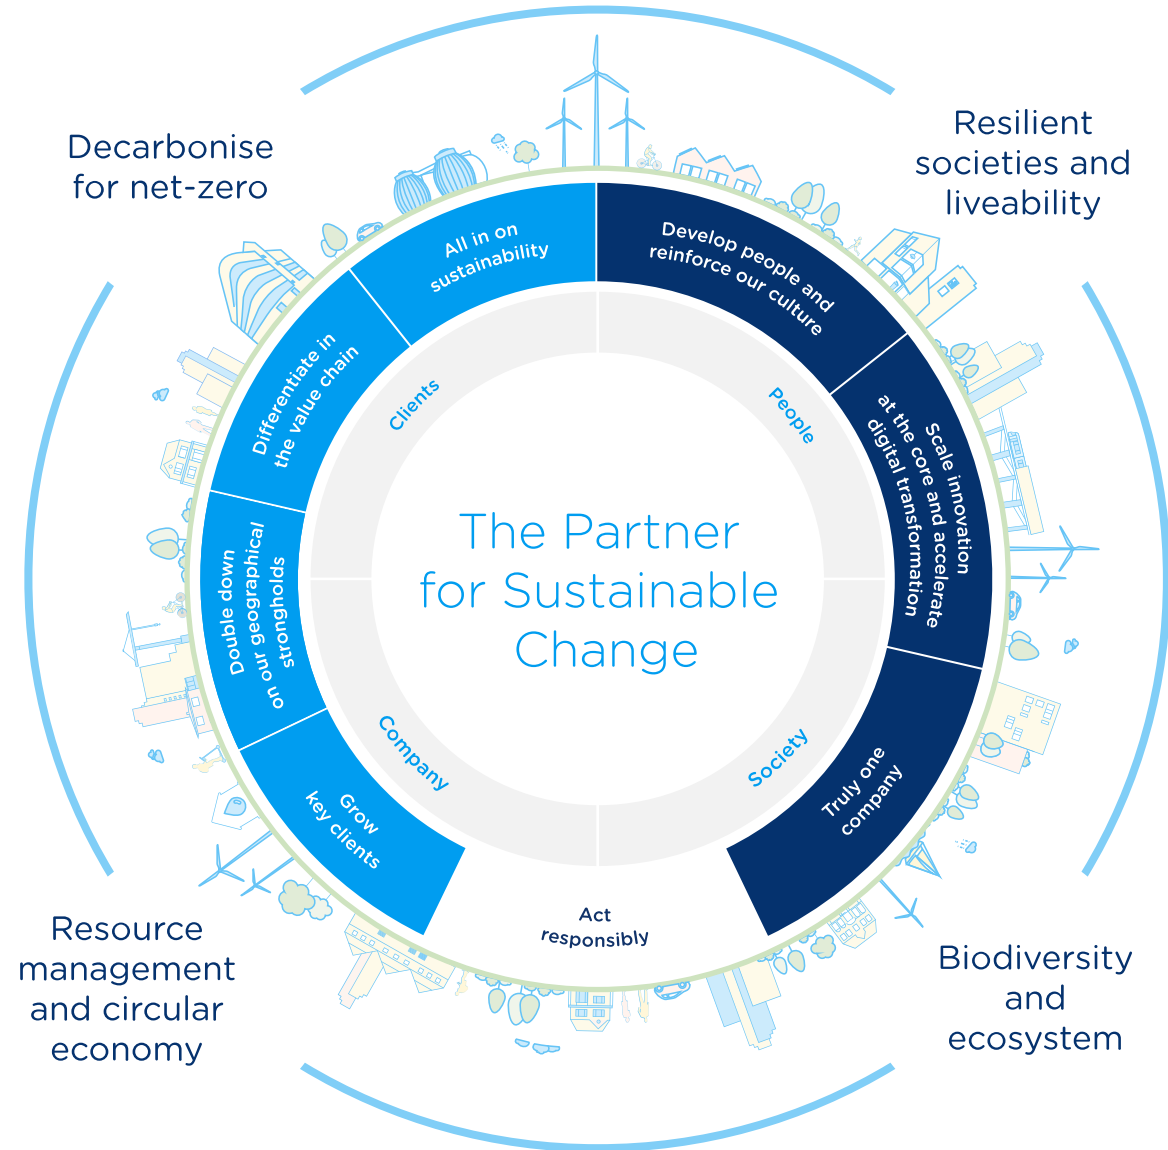 Decarbonise
for net-zero
Resilient
societies and
liveability
All in on
sustainability
Develop people and
reinforce our culture
Differentiate in
the value chain
Scale innovation
at the core and accelerate
digital transformation
Clients
People
The Partner
for Sustainable
Change
Double down
on our geographical
strongholds
Company
Society
Grow
key clients
Truly one
company
Act
responsibly
Resource
management
and circular
economy
Biodiversity
and
ecosystem